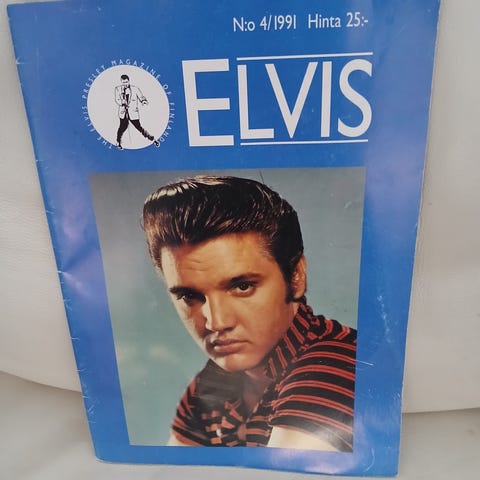 N:o 4/1991 Hinta 25:-
THE ELVIS PRESLEY MAGAZINE OF FINLAND
ELVIS